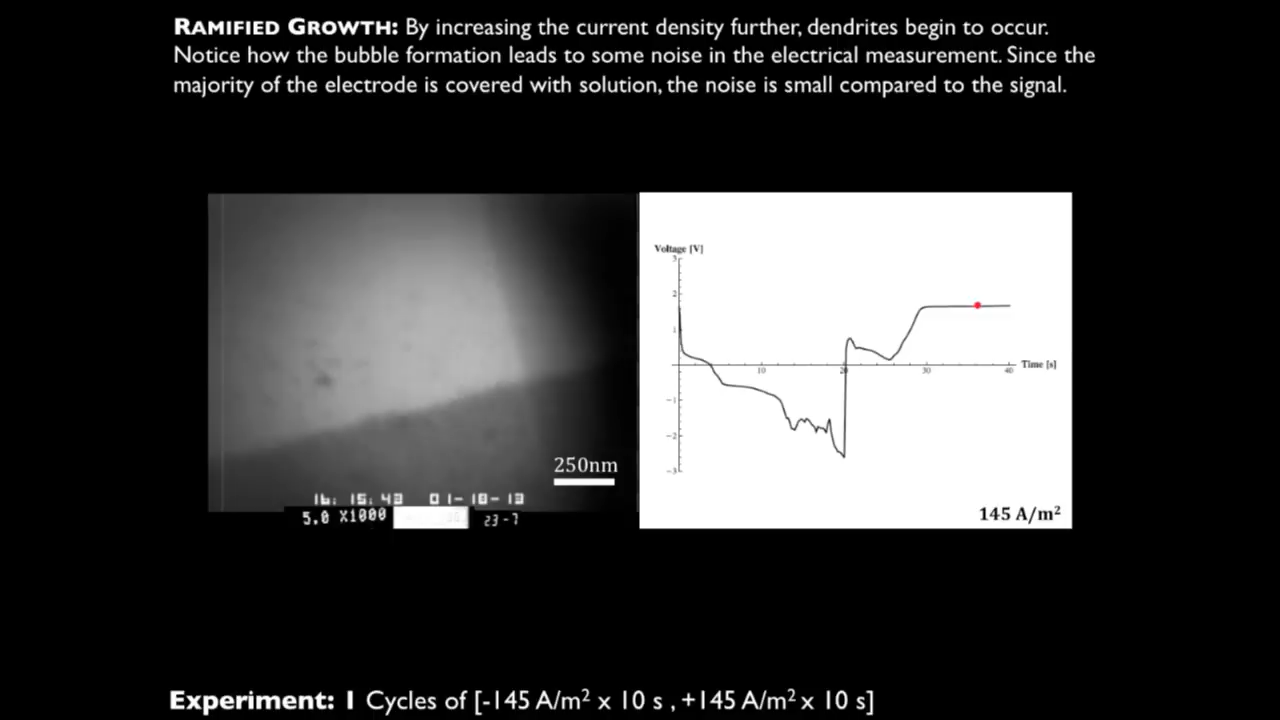 RAMIFIED GROWTH: By increasing the current density further, dendrites begin to occur.
Notice how the bubble formation leads to some noise in the electrical measurement. Since the
majority of the electrode is covered with solution, the noise is small compared to the signal.
Voltage [V]
3
2
1
-1
-2
-3
10
20
30
40
Time [s]
250nm
16: 15: 43 01-18-13
5.0 X1000
23-7
145 A/m²
Experiment: 1 Cycles of [-145 A/m² x 10 s , +145 A/m² x 10 s]